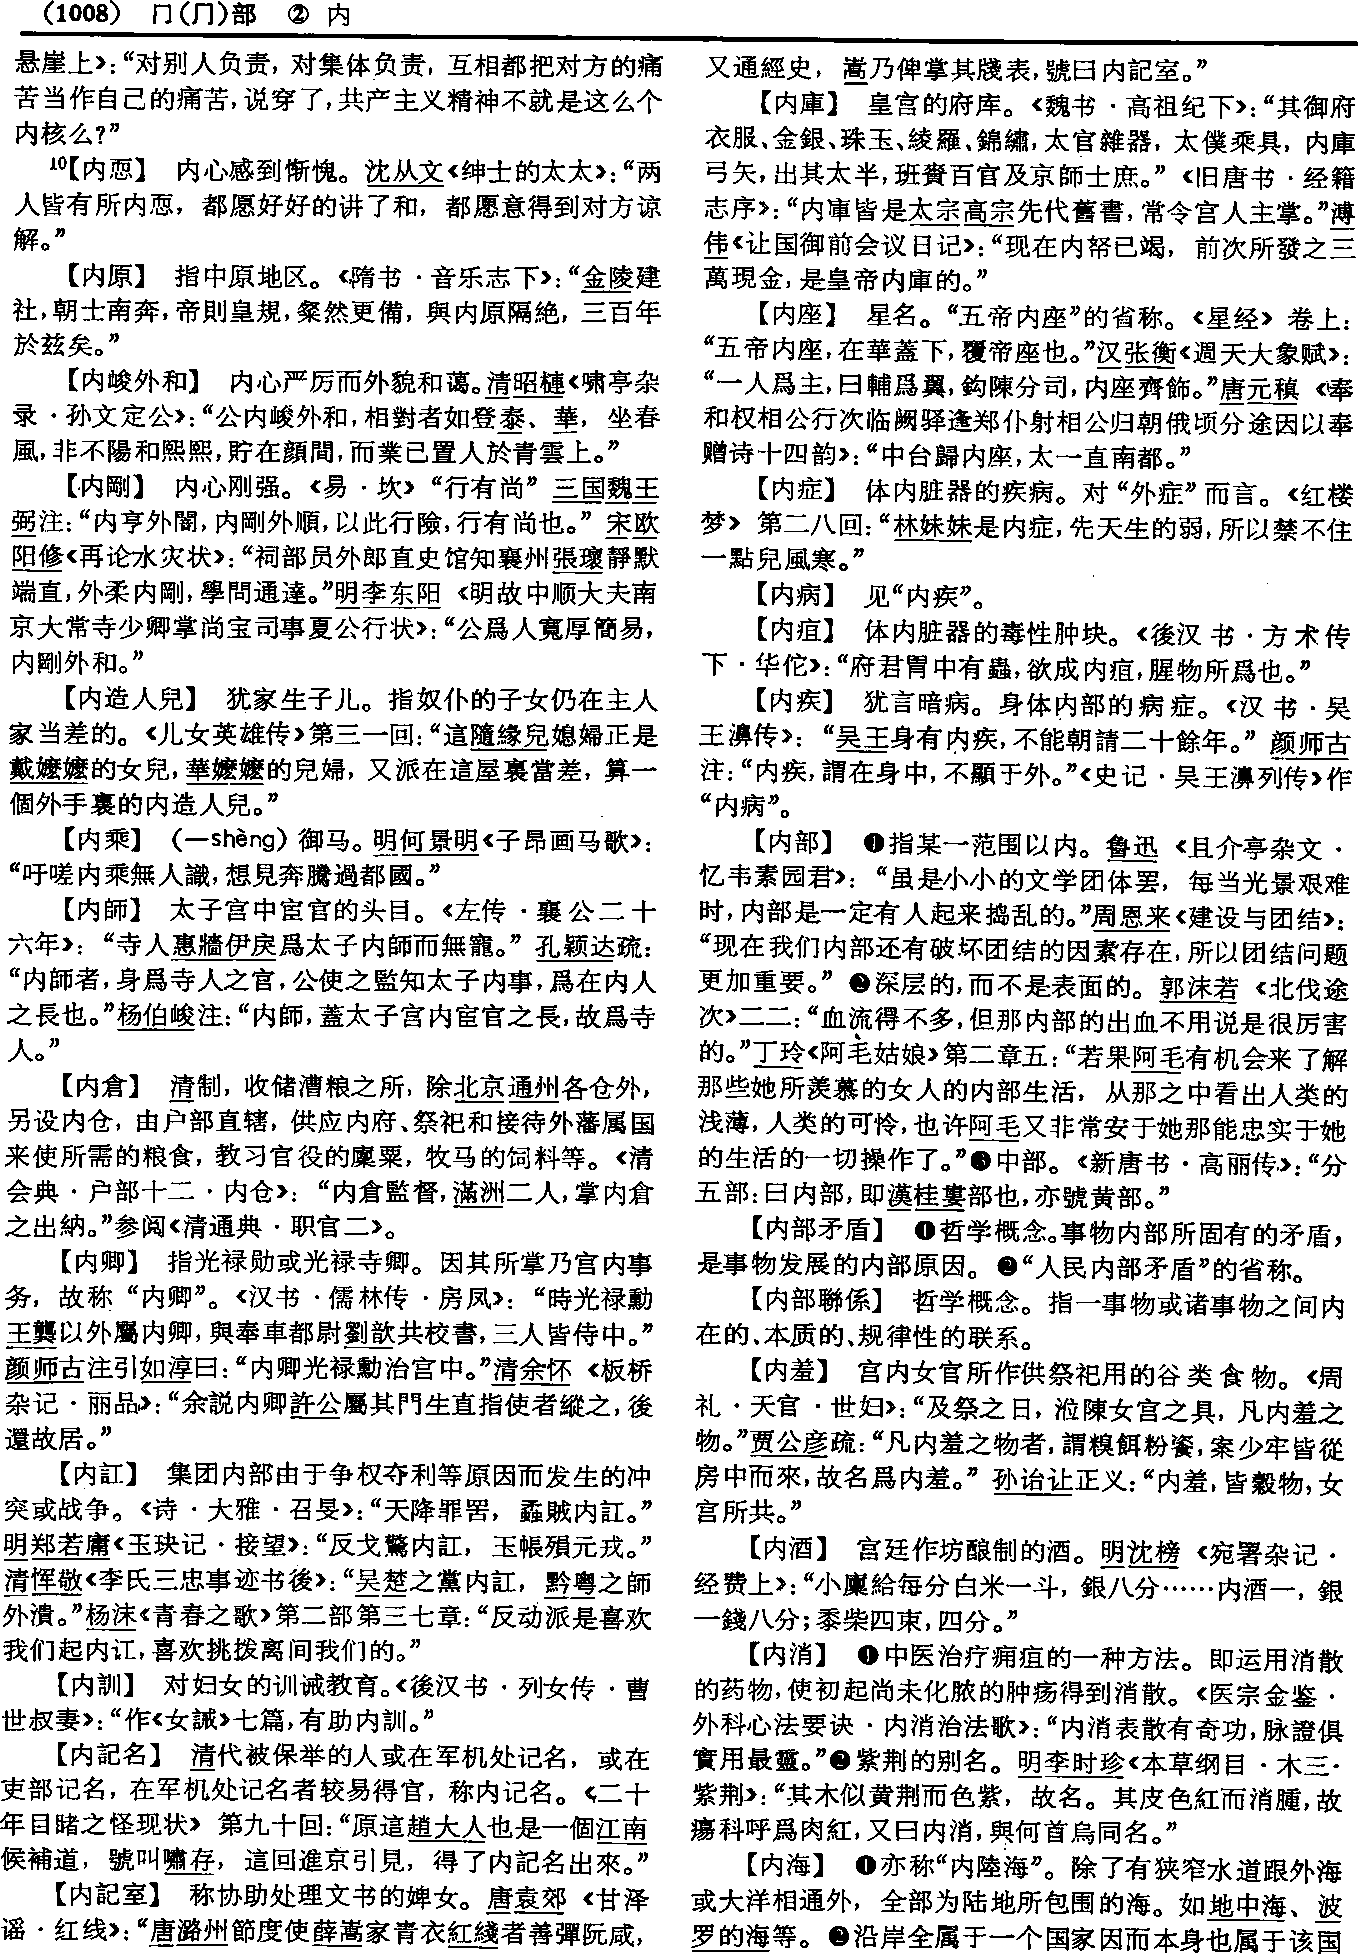 （1008） 门(冂)部 ② 内
悬崖上》：“对别人负责，对集体负责，互相都把对方的痛
苦当作自己的痛苦，说穿了，共产主义精神不就是这么个
内核么？”
10【内恧】 内心感到惭愧。沈从文《绅士的太太》：“两
人皆有所内恧，都愿好好的讲了和，都愿意得到对方谅
解。”
【内原】 指中原地区。《隋书·音乐志下》：“金陵建
社，朝士南奔，帝則皇規，粲然更備，與内原隔絶，三百年
於兹矣。”
【内峻外和】 内心严厉而外貌和蔼。清昭槤《啸亭杂
录·孙文定公》：“公内峻外和，相對者如登泰、華，坐春
風，非不陽和熙熙，貯在顔間，而業已置人於青雲上。”
【内剛】 内心刚强。《易·坎》“行有尚” 三国魏王
弼注：“内亨外闇，内剛外順，以此行險，行有尚也。” 宋欧
阳修《再论水灾状》：“祠部员外郎直史馆知襄州張瓌靜默
端直，外柔内剛，學問通達。”明李东阳 《明故中顺大夫南
京太常寺少卿掌尚宝司事夏公行状》：“公爲人寬厚簡易，
内剛外和。”
【内造人兒】 犹家生子儿。指奴仆的子女仍在主人
家当差的。《儿女英雄传》第三一回：“這隨緣兒媳婦正是
戴嬤嬤的女兒，華嬤嬤的兒婦，又派在這屋裏當差，算一
個外手裏的内造人兒。”
【内乘】 （—shèng）御马。明何景明《子昂画马歌》：
“吁嗟内乘無人識，想見奔騰過都國。”
【内師】 太子宫中宦官的头目。《左传·襄公二十
六年》：“寺人惠牆伊戾爲太子内師而無寵。” 孔颖达疏：
“内師者，身爲寺人之官，公使之監知太子内事，爲在内人
之長也。”杨伯峻注：“内師，蓋太子宫内宦官之長，故爲寺
人。”
【内倉】 清制，收储漕粮之所，除北京通州各仓外，
另设内仓，由户部直辖，供应内府、祭祀和接待外藩属国
来使所需的粮食，教习官役的廪粟，牧马的饲料等。《清
会典·户部十二·内仓》：“内倉監督，滿洲二人，掌内倉
之出納。”参阅《清通典·职官二》。
【内卿】 指光禄勋或光禄寺卿。因其所掌乃宫内事
务，故称“内卿”。《汉书·儒林传·房凤》：“時光禄勳
王龔以外屬内卿，與奉車都尉劉歆共校書，三人皆侍中。”
颜师古注引如淳曰：“内卿光禄勳治宫中。”清余怀 《板桥
杂记·丽品》：“余説内卿許公屬其門生直指使者縱之，後
還故居。”
【内訌】 集团内部由于争权夺利等原因而发生的冲
突或战争。《诗·大雅·召旻》：“天降罪罟，蟊賊内訌。”
明郑若庸《玉玦记·接望》：“反戈驚内訌，玉帳殞元戎。”
清恽敬《李氏三忠事迹书後》：“吴楚之黨内訌，黔粤之師
外潰。”杨沫《青春之歌》第二部第三七章：“反动派是喜欢
我们起内讧，喜欢挑拨离间我们的。”
【内訓】 对妇女的训诫教育。《後汉书·列女传·曹
世叔妻》：“作《女誡》七篇，有助内訓。”
【内記名】 清代被保举的人或在军机处记名，或在
吏部记名，在军机处记名者较易得官，称内记名。《二十
年目睹之怪现状》 第九十回：“原這趙大人也是一個江南
候補道，號叫嘯存，這回進京引見，得了内記名出來。”
【内記室】 称协助处理文书的婢女。唐袁郊 《甘泽
谣·红线》：“唐潞州節度使薛嵩家青衣紅綫者善彈阮咸，
又通經史，嵩乃俾掌其牋表，號曰内記室。”
【内庫】 皇宫的府库。《魏书·高祖纪下》：“其御府
衣服、金銀、珠玉、綾羅、錦繡，太官雜器，太僕乘具，内庫
弓矢，出其太半，班賚百官及京師士庶。”《旧唐书·经籍
志序》：“内庫皆是太宗高宗先代舊書，常令宫人主掌。”溥
伟《让国御前会议日记》：“现在内帑已竭，前次所發之三
萬現金，是皇帝内庫的。”
【内座】 星名。“五帝内座”的省称。《星经》 卷上：
“五帝内座，在華蓋下，覆帝座也。”汉张衡《週天大象赋》：
“一人爲主，曰輔爲翼，鈎陳分司，内座齊飾。”唐元稹 《奉
和权相公行次临阙驿逢郑仆射相公归朝俄顷分途因以奉
赠诗十四韵》：“中台歸内座，太一直南都。”
【内症】 体内脏器的疾病。对“外症”而言。《红楼
梦》 第二八回：“林妹妹是内症，先天生的弱，所以禁不住
一點兒風寒。”
【内病】 见“内疾”。
【内疽】 体内脏器的毒性肿块。《後汉书·方术传
下·华佗》：“府君胃中有蟲，欲成内疽，腥物所爲也。”
【内疾】 犹言暗病。身体内部的病症。《汉书·吴
王濞传》：“吴王身有内疾，不能朝請二十餘年。” 颜师古
注：“内疾，謂在身中，不顯于外。”《史记·吴王濞列传》作
“内病”。
【内部】 ❶指某一范围以内。鲁迅 《且介亭杂文·
忆韦素园君》：“虽是小小的文学团体罢，每当光景艰难
时，内部是一定有人起来捣乱的。”周恩来《建设与团结》：
“现在我们内部还有破坏团结的因素存在，所以团结问题
更加重要。” ❷深层的，而不是表面的。郭沫若 《北伐途
次》二二：“血流得不多，但那内部的出血不用说是很厉害
的。”丁玲《阿毛姑娘》第二章五：“若果阿毛有机会来了解
那些她所羡慕的女人的内部生活，从那之中看出人类的
浅薄，人类的可怜，也许阿毛又非常安于她那能忠实于她
的生活的一切操作了。”❸中部。《新唐书·高丽传》：“分
五部：曰内部，即漢桂婁部也，亦號黄部。”
【内部矛盾】 ❶哲学概念。事物内部所固有的矛盾，
是事物发展的内部原因。❷“人民内部矛盾”的省称。
【内部聯係】 哲学概念。指一事物或诸事物之间内
在的、本质的、规律性的联系。
【内羞】 宫内女官所作供祭祀用的谷类食物。《周
礼·天官·世妇》：“及祭之日，涖陳女宫之具，凡内羞之
物。”贾公彦疏：“凡内羞之物者，謂糗餌粉餈，案少牢皆從
房中而來，故名爲内羞。” 孙诒让正义：“内羞，皆穀物，女
宫所共。”
【内酒】 宫廷作坊酿制的酒。明沈榜 《宛署杂记·
经费上》：“小廩給每分白米一斗，銀八分……内酒一，銀
一錢八分；黍柴四束，四分。”
【内消】 ❶中医治疗痈疽的一种方法。即运用消散
的药物，使初起尚未化脓的肿疡得到消散。《医宗金鉴·
外科心法要诀·内消治法歌》：“内消表散有奇功，脉證俱
實用最靈。”❷紫荆的别名。明李时珍《本草纲目·木三·
紫荆》：“其木似黄荆而色紫，故名。其皮色紅而消腫，故
瘍科呼爲肉紅，又曰内消，與何首烏同名。”
【内海】 ❶亦称“内陸海”。除了有狭窄水道跟外海
或大洋相通外，全部为陆地所包围的海。如地中海、波
罗的海等。❷沿岸全属于一个国家因而本身也属于该国